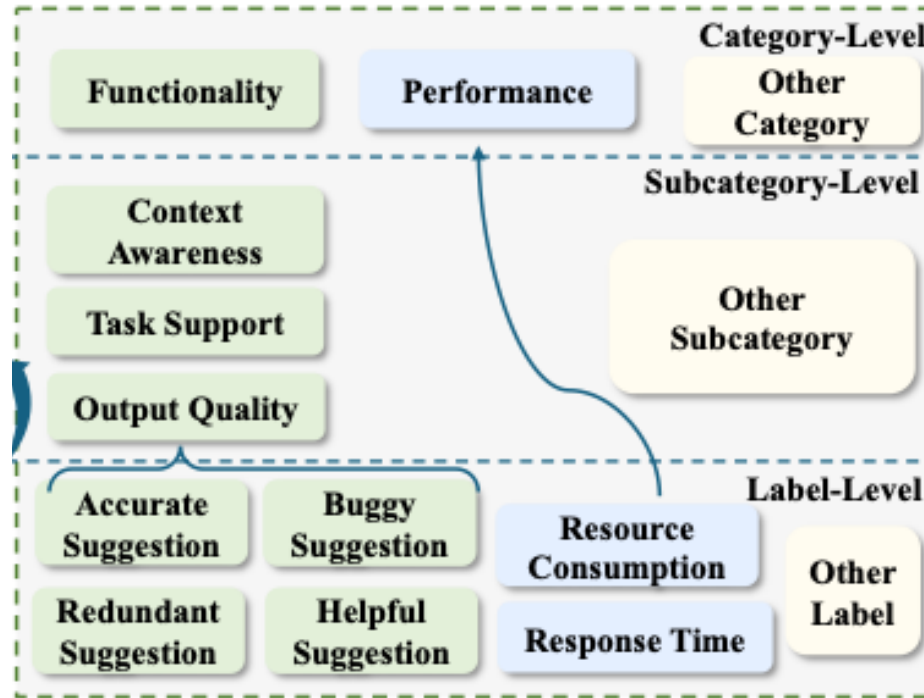 Category-Level
Functionality
Performance
Other
Category
Subcategory-Level
Context
Awareness
Task Support
Output Quality
Other
Subcategory
Label-Level
Accurate
Suggestion
Buggy
Suggestion
Resource
Consumption
Other
Label
Redundant
Suggestion
Helpful
Suggestion
Response Time